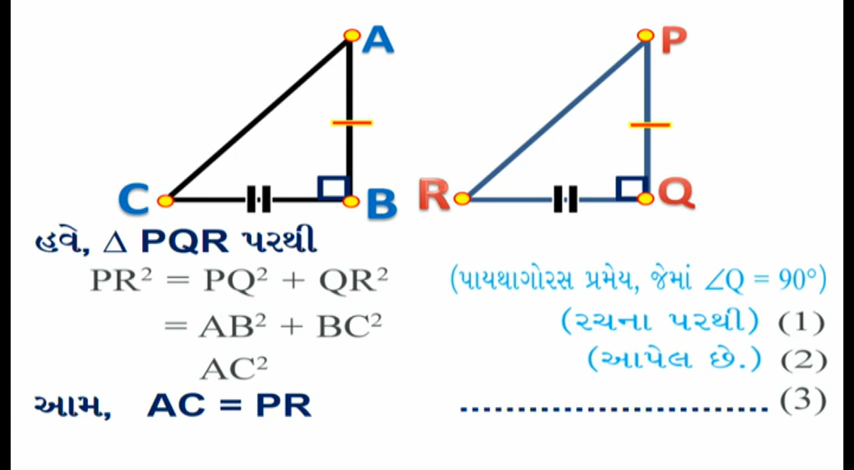 A P
C B R Q
હવે, △ PQR પરથી
PR² = PQ² + QR² (પાયથાગોરસ પ્રમેય, જેમાં ∠Q = 90°)
= AB² + BC² (રચના પરથી) (1)
AC² (આપેલ છે.) (2)
આમ, AC = PR ........................... (3)